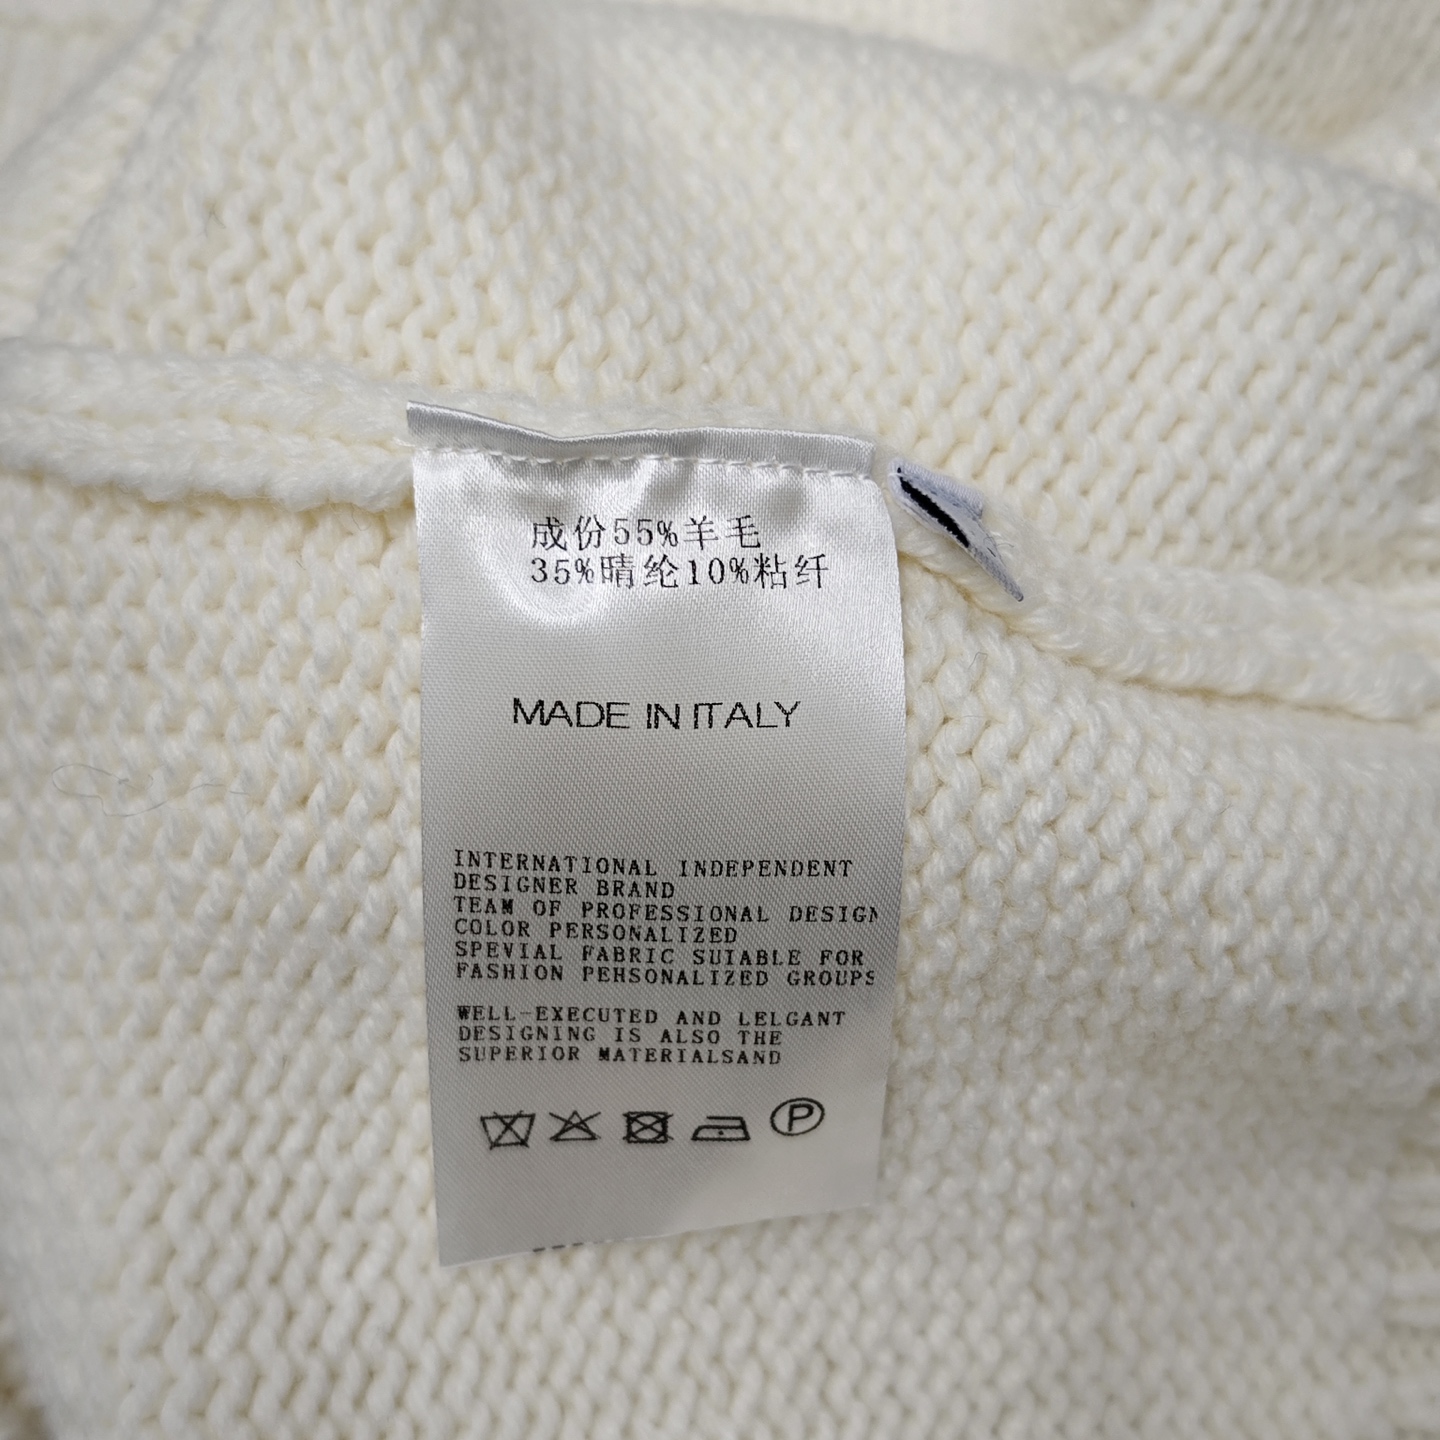 成份55%羊毛
35%晴纶10%粘纤
MADE IN ITALY
INTERNATIONAL INDEPENDENT
DESIGNER BRAND
TEAM OF PROFESSIONAL DESIGN
COLOR PERSONALIZED
SPEVIAL FABRIC SUIABLE FOR
FASHION PEHSONALIZED GROUPS
WELL-EXECUTED AND LELGANT
DESIGNING IS ALSO THE
SUPERIOR MATERIALSAND
P